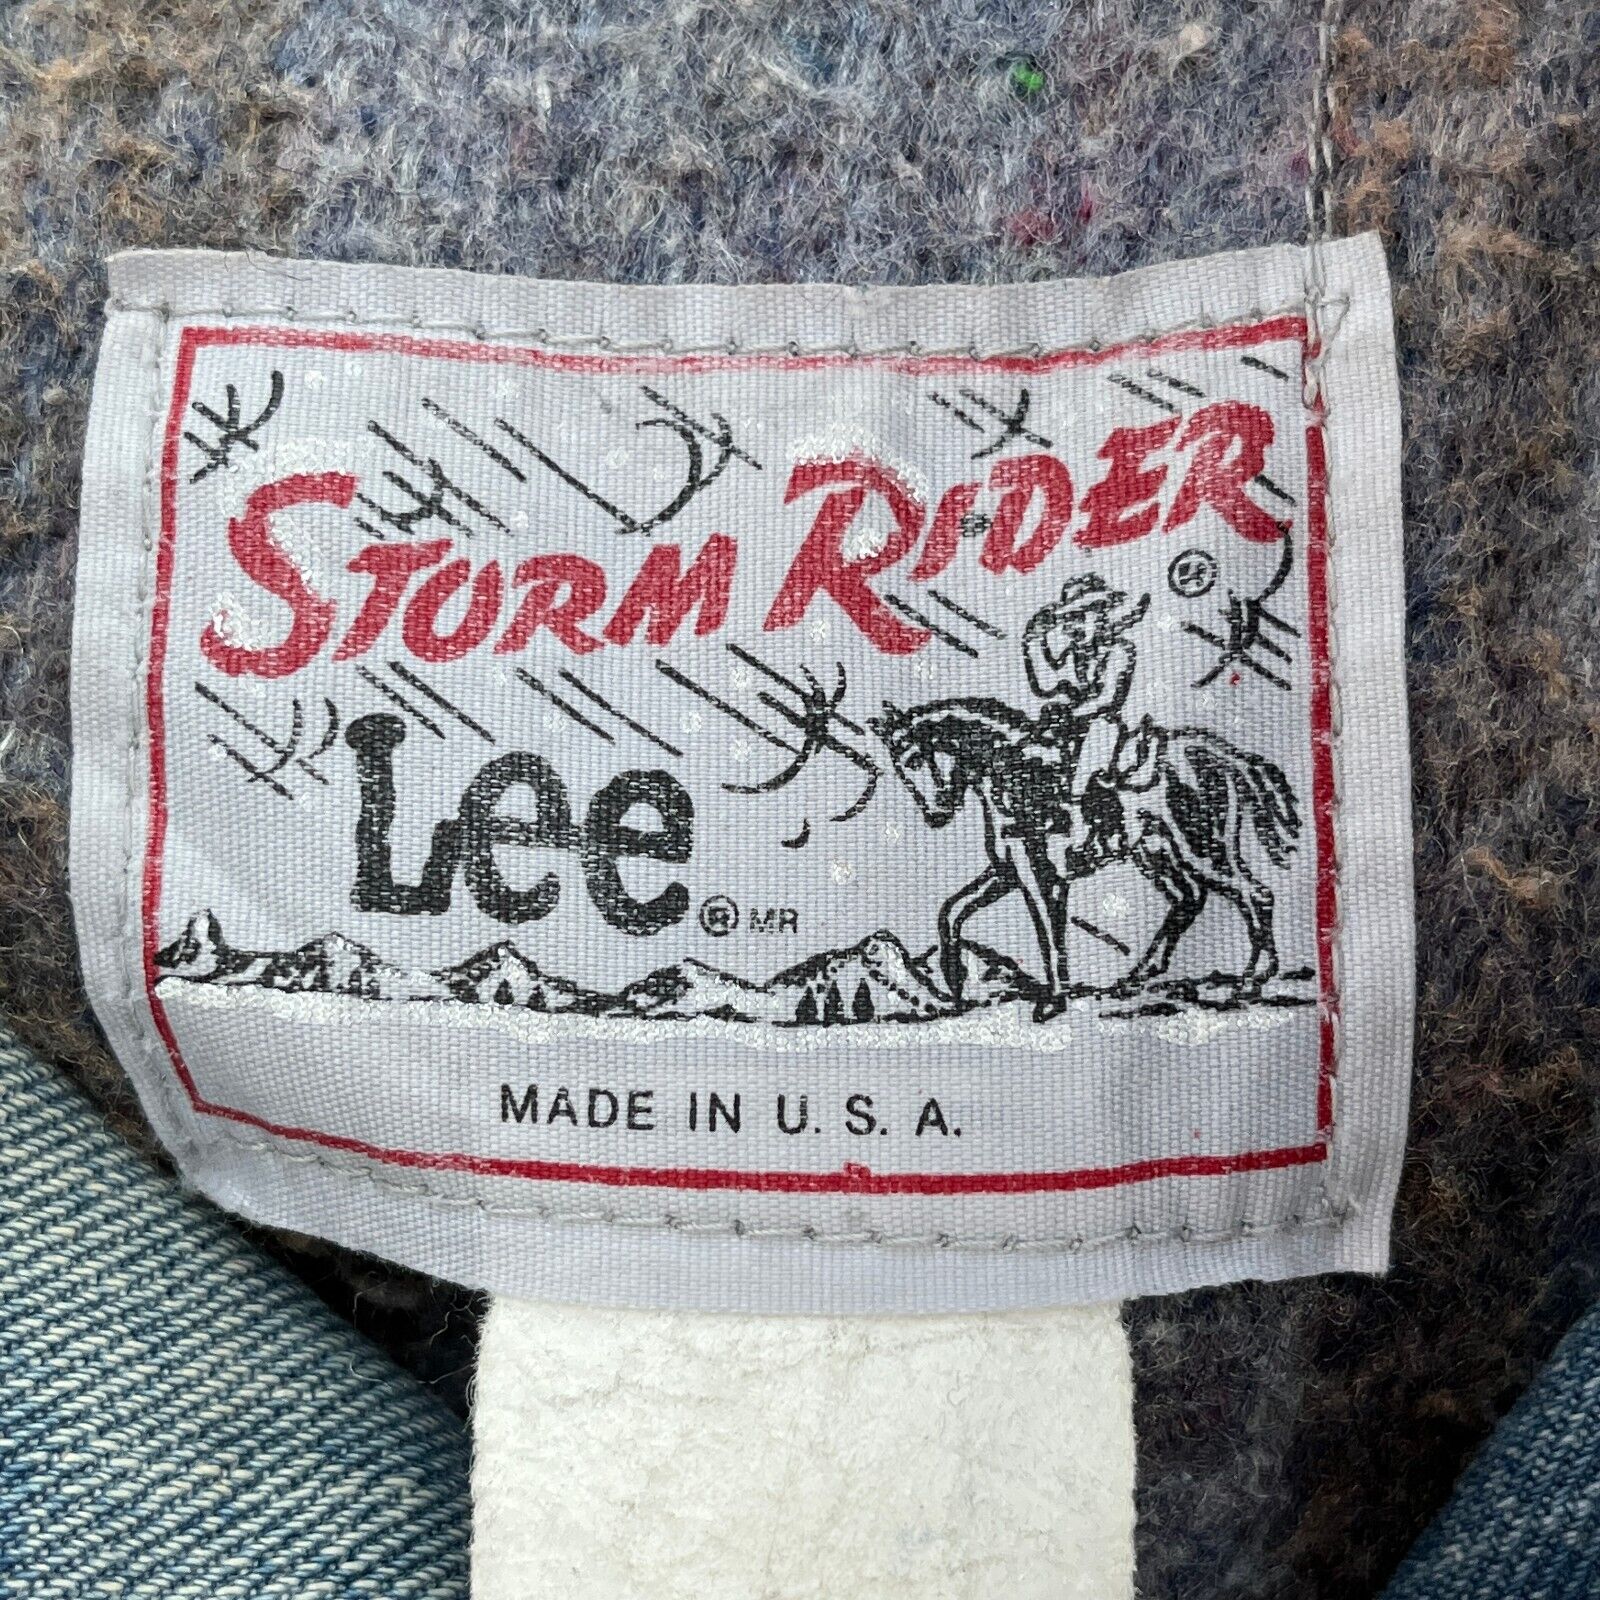 STORM RIDER ®
Lee ® MR
MADE IN U. S. A.